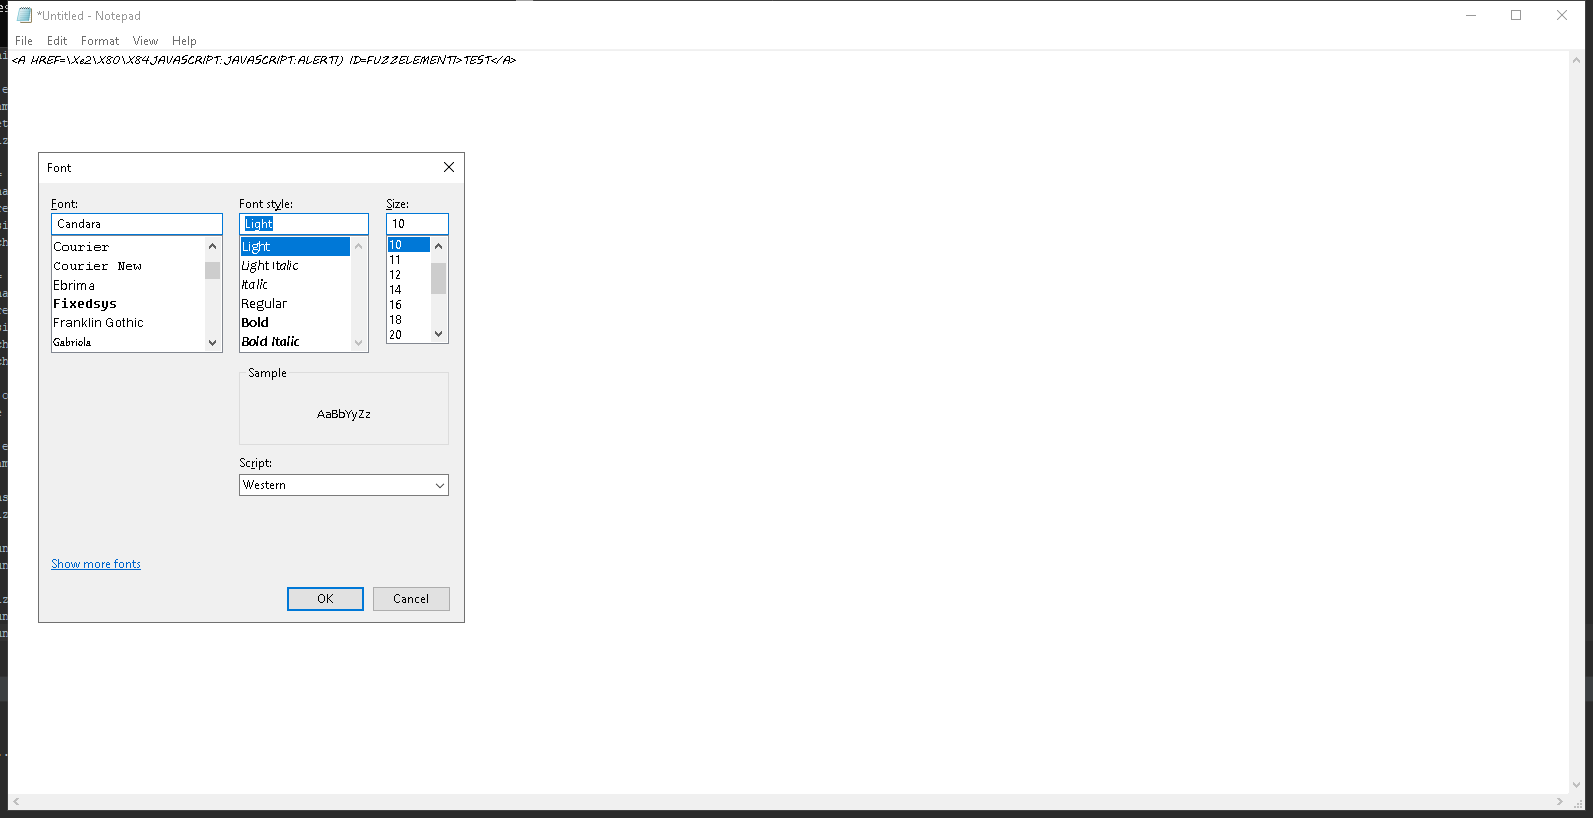 *Untitled - Notepad
File Edit Format View Help
<A HREF=\Xe2\X80\X84JAVASCRIPT:JAVASCRIPT:ALERT1) ID=FUZZELEMENT1>TEST</A>
Font
Font: Font style: Size:
Candara Light 10
Courier
Courier New
Ebrima
Fixedsys
Franklin Gothic
Gabriola
Light
Light Italic
Italic
Regular
Bold
Bold Italic
10
11
12
14
16
18
20
Sample
AaBbYyZz
Script:
Western
Show more fonts
OK Cancel